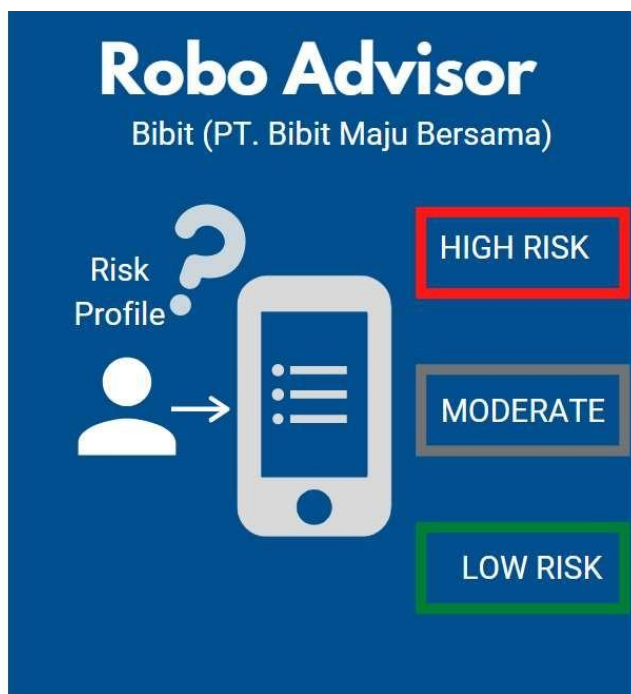 Robo Advisor
Bibit (PT. Bibit Maju Bersama)
Risk
Profile
HIGH RISK
MODERATE
LOW RISK